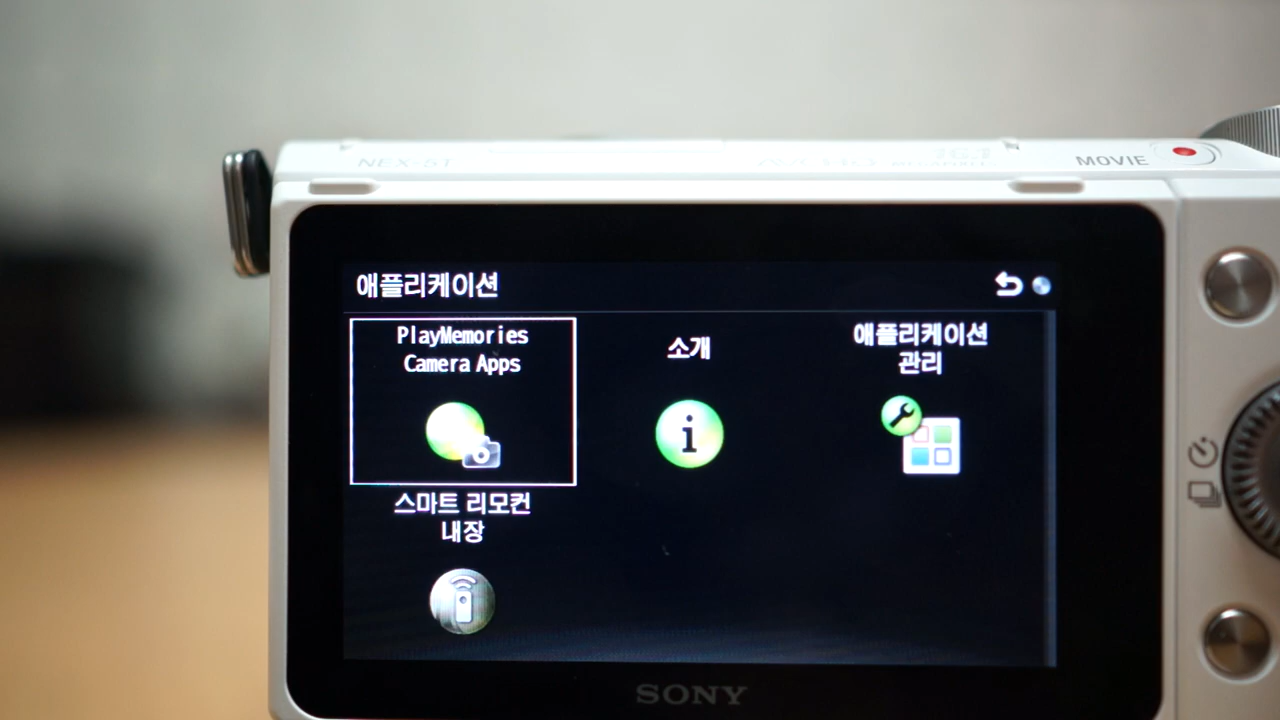 NEX-5T
MOVIE
애플리케이션
PlayMemories
Camera Apps
소개
애플리케이션
관리
스마트 리모컨
내장
SONY